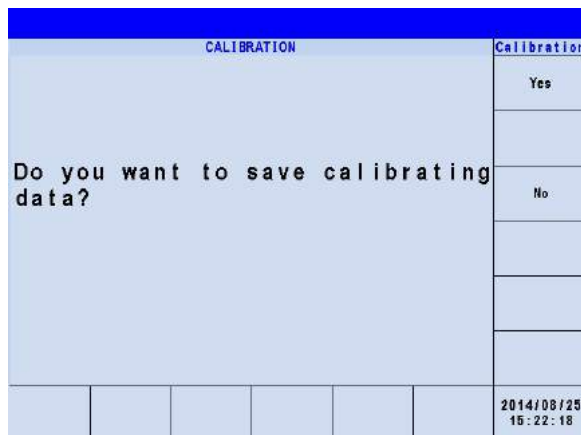 CALIBRATION
Calibration
Yes
Do you want to save calibrating
data?
No
2014/08/25
15:22:18